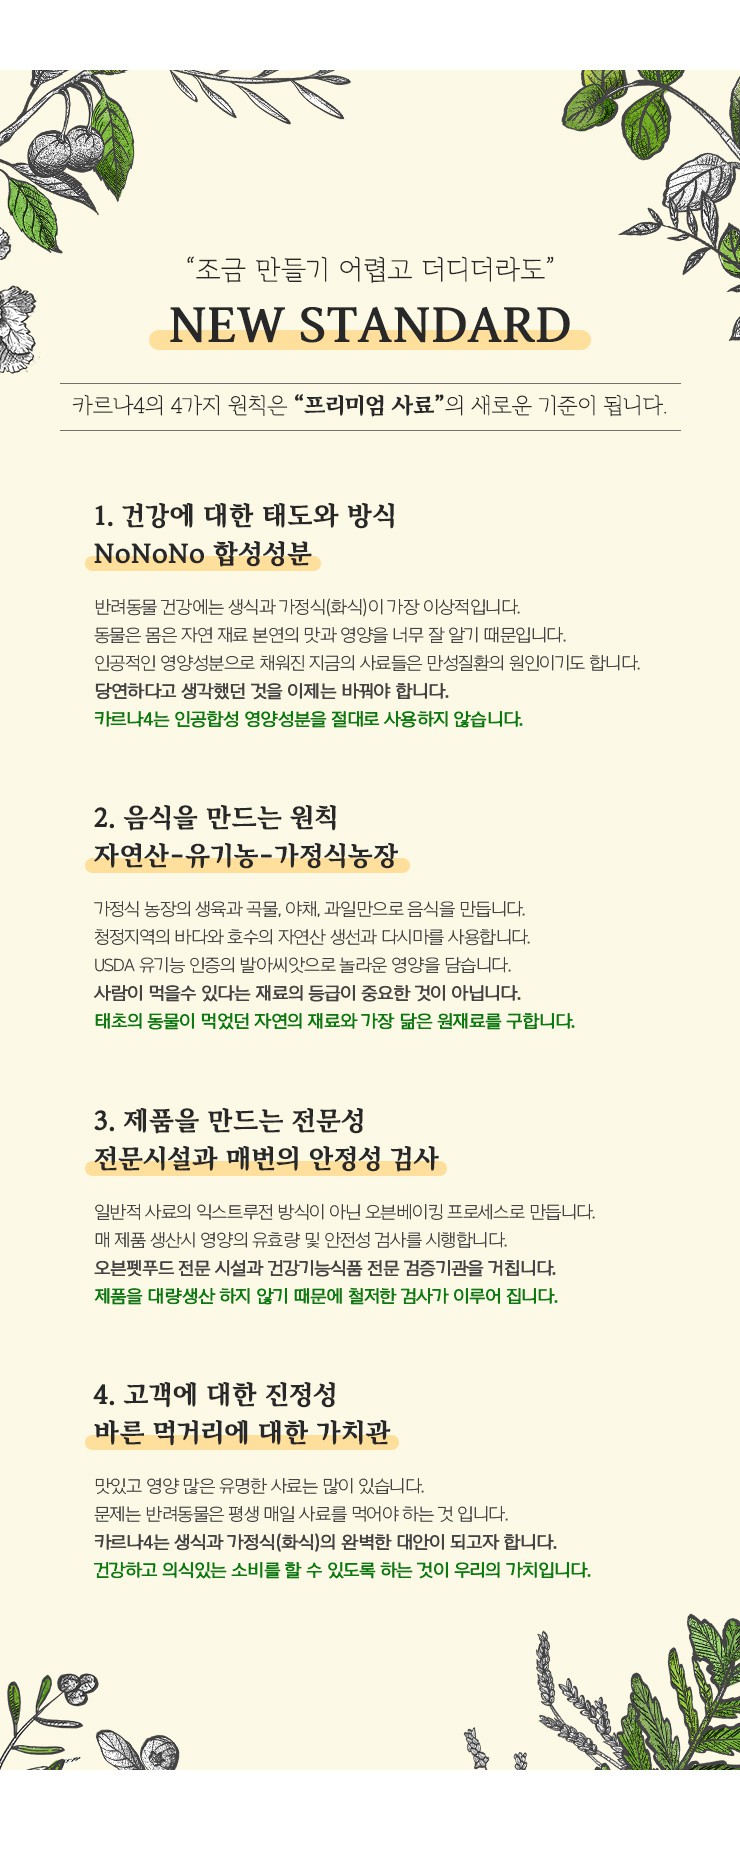 “조금 만들기 어렵고 더디더라도”
NEW STANDARD
카르나4의 4가지 원칙은 “프리미엄 사료”의 새로운 기준이 됩니다.
1. 건강에 대한 태도와 방식
NoNoNo 합성성분
반려동물 건강에는 생식과 가정식(화식)이 가장 이상적입니다.
동물은 몸은 자연 재료 본연의 맛과 영양을 너무 잘 알기 때문입니다.
인공적인 영양성분으로 채워진 지금의 사료들은 만성질환의 원인이기도 합니다.
당연하다고 생각했던 것을 이제는 바꿔야 합니다.
카르나4는 인공합성 영양성분을 절대로 사용하지 않습니다.
2. 음식을 만드는 원칙
자연산-유기농-가정식농장
가정식 농장의 생육과 곡물, 야채, 과일만으로 음식을 만듭니다.
청정지역의 바다와 호수의 자연산 생선과 다시마를 사용합니다.
USDA 유기능 인증의 발아씨앗으로 놀라운 영양을 담습니다.
사람이 먹을수 있다는 재료의 등급이 중요한 것이 아닙니다.
태초의 동물이 먹었던 자연의 재료와 가장 닮은 원재료를 구합니다.
3. 제품을 만드는 전문성
전문시설과 매번의 안정성 검사
일반적 사료의 익스트루전 방식이 아닌 오븐베이킹 프로세스로 만듭니다.
매 제품 생산시 영양의 유효량 및 안전성 검사를 시행합니다.
오븐펫푸드 전문 시설과 건강기능식품 전문 검증기관을 거칩니다.
제품을 대량생산 하지 않기 때문에 철저한 검사가 이루어 집니다.
4. 고객에 대한 진정성
바른 먹거리에 대한 가치관
맛있고 영양 많은 유명한 사료는 많이 있습니다.
문제는 반려동물은 평생 매일 사료를 먹어야 하는 것 입니다.
카르나4는 생식과 가정식(화식)의 완벽한 대안이 되고자 합니다.
건강하고 의식있는 소비를 할 수 있도록 하는 것이 우리의 가치입니다.